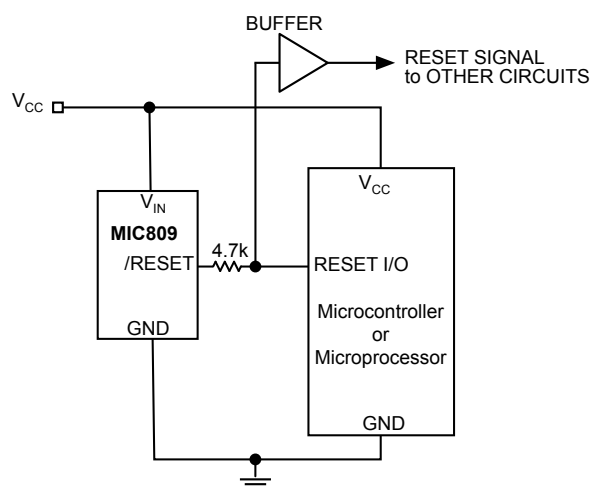 BUFFER
RESET SIGNAL
to OTHER CIRCUITS
VCC
VIN
MIC809
/RESET
GND
4.7k
VCC
RESET I/O
Microcontroller
or
Microprocessor
GND